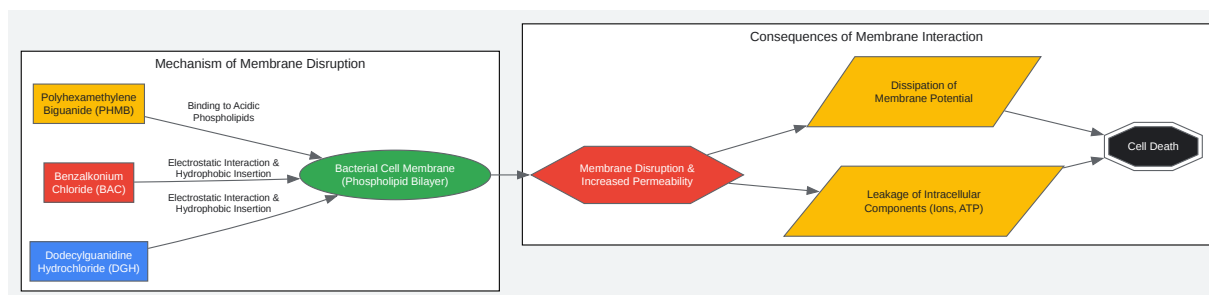 Mechanism of Membrane Disruption
Polyhexamethylene
Biguanide (PHMB)
Binding to Acidic
Phospholipids
Benzalkonium
Chloride (BAC)
Electrostatic Interaction &
Hydrophobic Insertion
Electrostatic Interaction &
Hydrophobic Insertion
Dodecylguanidine
Hydrochloride (DGH)
Bacterial Cell Membrane
(Phospholipid Bilayer)
Consequences of Membrane Interaction
Membrane Disruption &
Increased Permeability
Dissipation of
Membrane Potential
Leakage of Intracellular
Components (Ions, ATP)
Cell Death